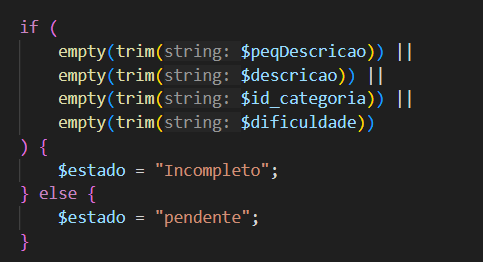 if (
    empty(trim(string: $peqDescricao)) ||
    empty(trim(string: $descricao)) ||
    empty(trim(string: $id_categoria)) ||
    empty(trim(string: $dificuldade))
) {
    $estado = "Incompleto";
} else {
    $estado = "pendente";
}